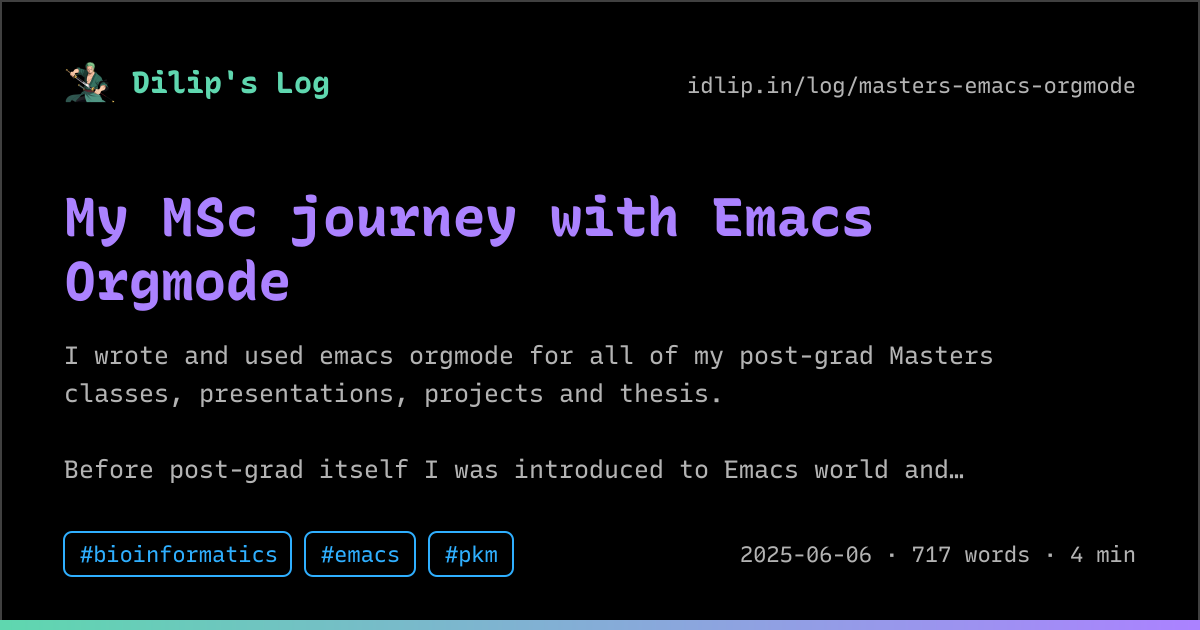 Dilip's Log
idlip.in/log/masters-emacs-orgmode
My MSc journey with Emacs
Orgmode
I wrote and used emacs orgmode for all of my post-grad Masters
classes, presentations, projects and thesis.
Before post-grad itself I was introduced to Emacs world and…
#bioinformatics #emacs #pkm
2025-06-06 · 717 words · 4 min